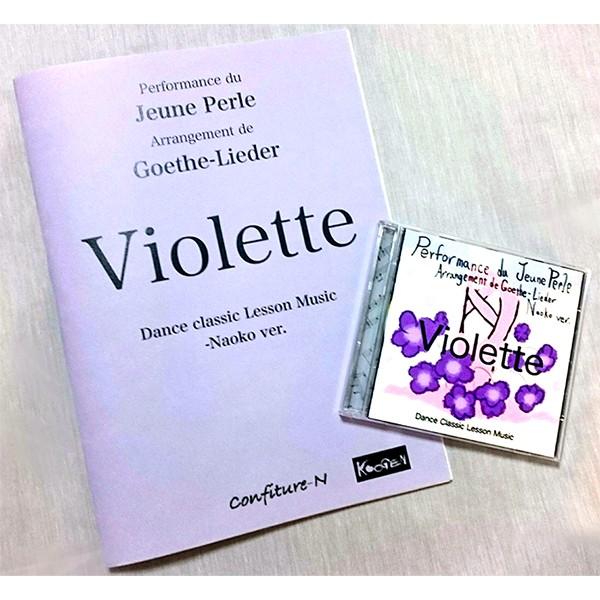 Performance du
Jeune Perle
Arrangement de
Goethe-Lieder
Violette
Dance classic Lesson Music
-Naoko ver.
Confiture-N
Performance du Jeune Perle
Arrangement de Goethe-Lieder
Naoko ver.
Violette
Dance Classic Lesson Music